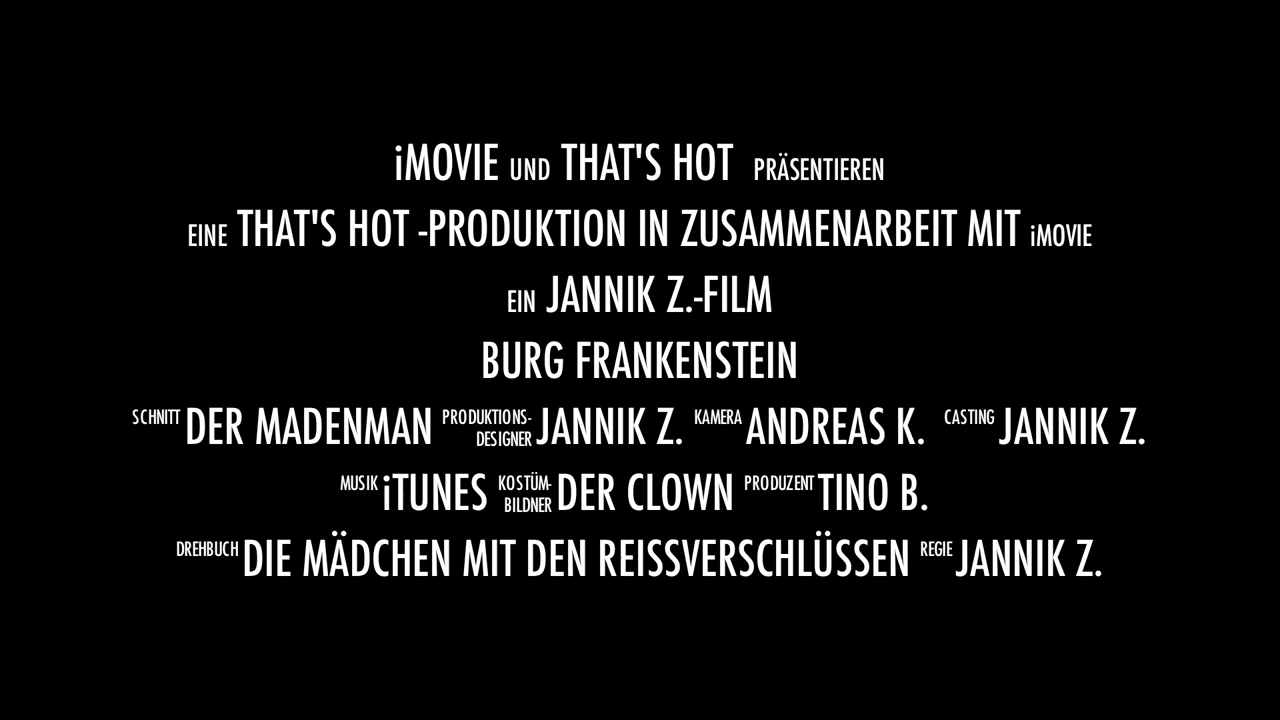 iMOVIE UND THAT'S HOT PRÄSENTIEREN
EINE THAT'S HOT -PRODUKTION IN ZUSAMMENARBEIT MIT iMOVIE
EIN JANNIK Z.-FILM
BURG FRANKENSTEIN
SCHNITT DER MADENMAN PRODUKTIONS-DESIGNER JANNIK Z. KAMERA ANDREAS K. CASTING JANNIK Z.
MUSIK iTUNES KOSTÜM-BILDNER DER CLOWN PRODUZENT TINO B.
DREHBUCH DIE MÄDCHEN MIT DEN REISSVERSCHLÜSSEN REGIE JANNIK Z.